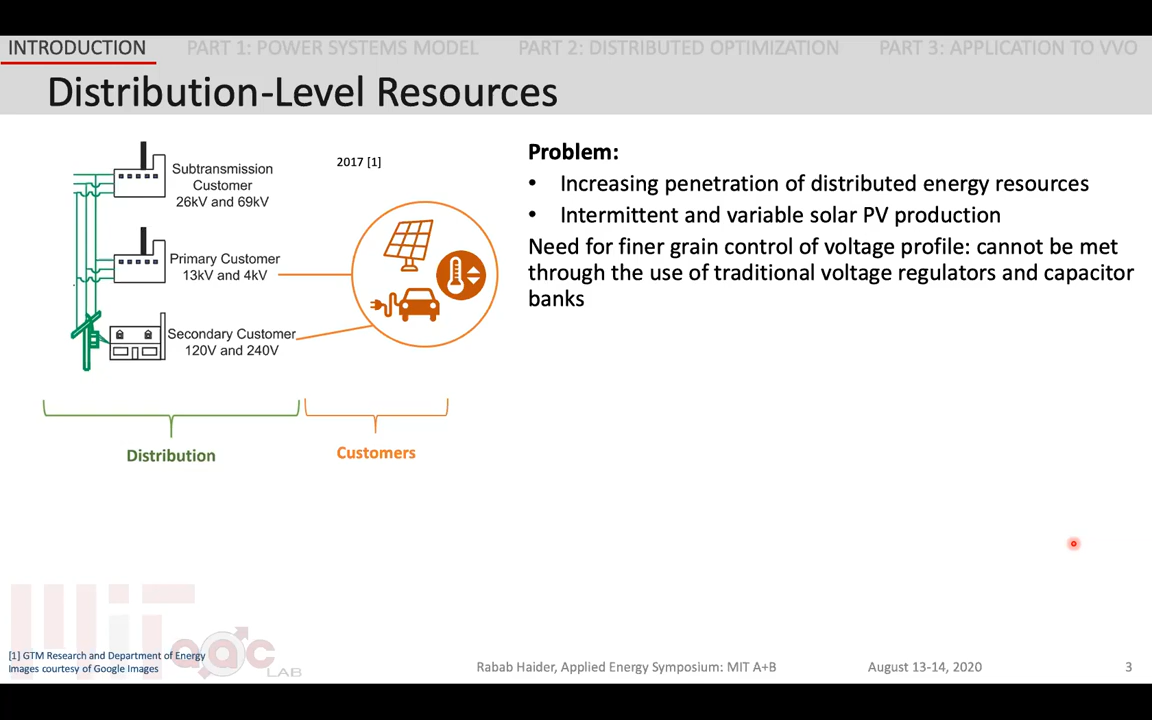 INTRODUCTION PART 1: POWER SYSTEMS MODEL PART 2: DISTRIBUTED OPTIMIZATION PART 3: APPLICATION TO VVO
Distribution-Level Resources
Subtransmission
Customer
26kV and 69kV
Primary Customer
13kV and 4kV
Secondary Customer
120V and 240V
2017 [1]
Distribution
Customers
Problem:
• Increasing penetration of distributed energy resources
• Intermittent and variable solar PV production
Need for finer grain control of voltage profile: cannot be met
through the use of traditional voltage regulators and capacitor
banks
MIT
aac
LAB
[1] GTM Research and Department of Energy
Images courtesy of Google Images
Rabab Haider, Applied Energy Symposium: MIT A+B
August 13-14, 2020
3